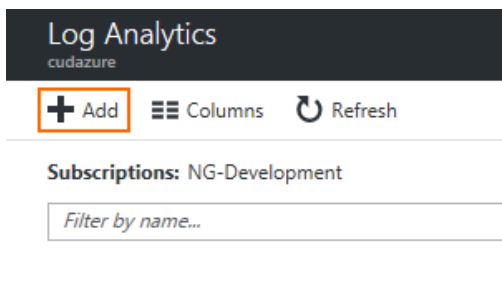 Log Analytics
cudazure
Add Columns Refresh
Subscriptions: NG-Development
Filter by name...